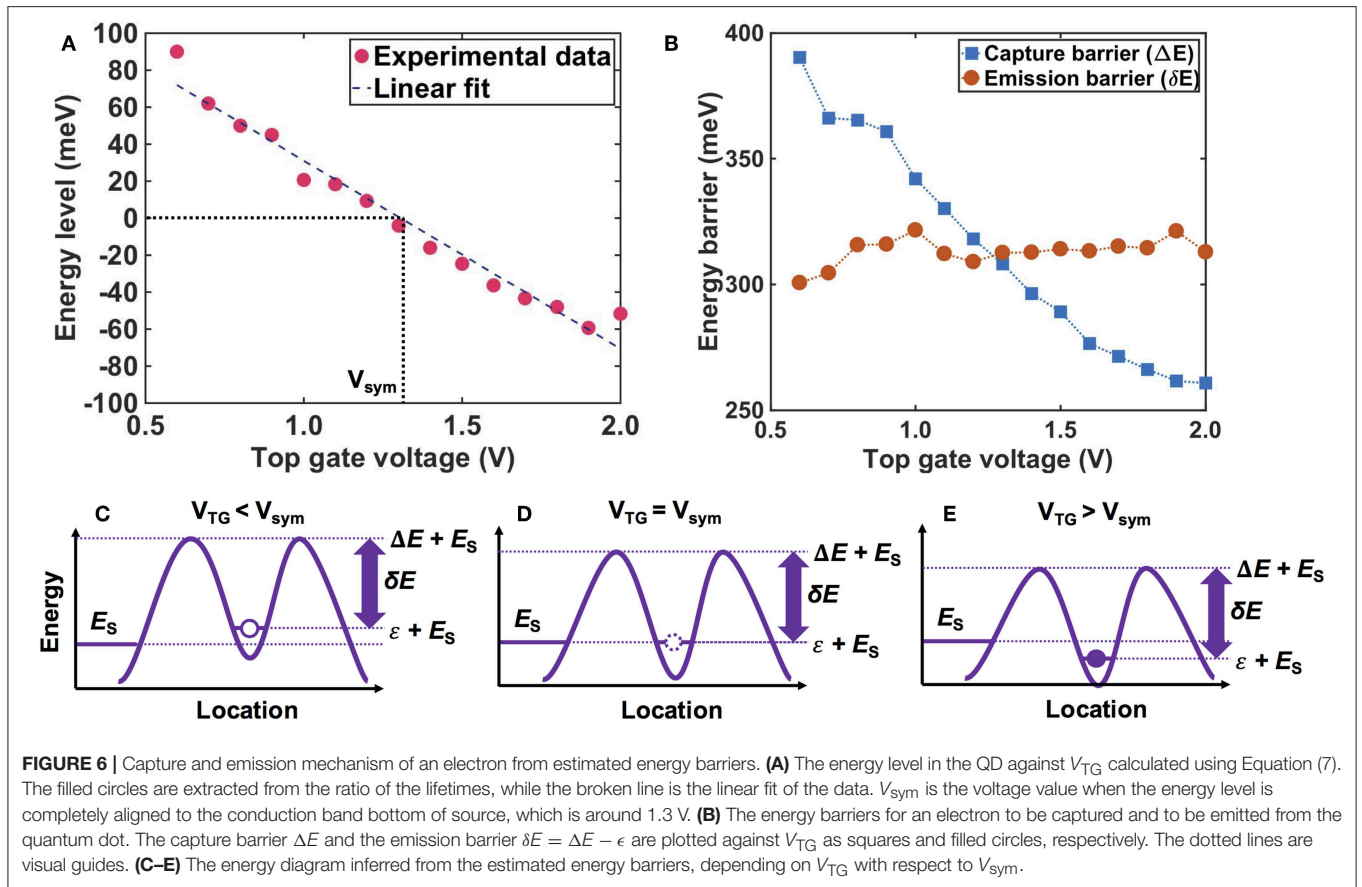 A
100
80
60
40
20
0
-20
-40
-60
-80
-100
Energy level (meV)
Experimental data
Linear fit
V_sym
0.5
1.0
1.5
2.0
Top gate voltage (V)
B
400
350
300
250
Energy barrier (meV)
Capture barrier (ΔE)
Emission barrier (δE)
0.5
1.0
1.5
2.0
Top gate voltage (V)
C
V_TG < V_sym
Energy
E_S
ΔE + E_S
δE
ε + E_S
Location
D
V_TG = V_sym
E_S
ΔE + E_S
δE
ε + E_S
Location
E
V_TG > V_sym
E_S
ΔE + E_S
δE
ε + E_S
Location
FIGURE 6 | Capture and emission mechanism of an electron from estimated energy barriers. (A) The energy level in the QD against V_TG calculated using Equation (7).
The filled circles are extracted from the ratio of the lifetimes, while the broken line is the linear fit of the data. V_sym is the voltage value when the energy level is
completely aligned to the conduction band bottom of source, which is around 1.3 V. (B) The energy barriers for an electron to be captured and to be emitted from the
quantum dot. The capture barrier ΔE and the emission barrier δE = ΔE − ϵ are plotted against V_TG as squares and filled circles, respectively. The dotted lines are
visual guides. (C–E) The energy diagram inferred from the estimated energy barriers, depending on V_TG with respect to V_sym.